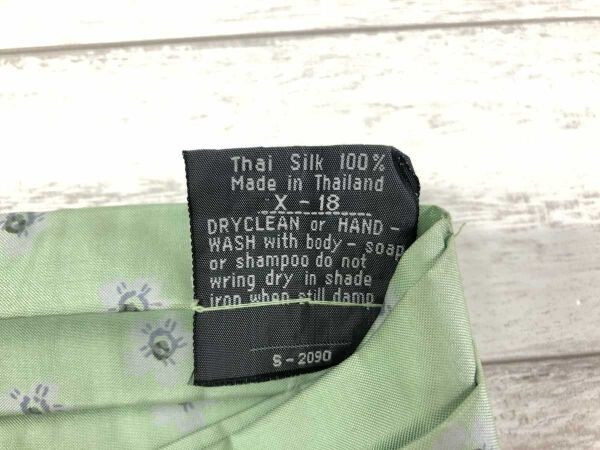 Thai Silk 100%
Made in Thailand
X - 18
DRYCLEAN or HAND -
WASH with body - soap
or shampoo do not
wring dry in shade
iron when still damp
S - 2090